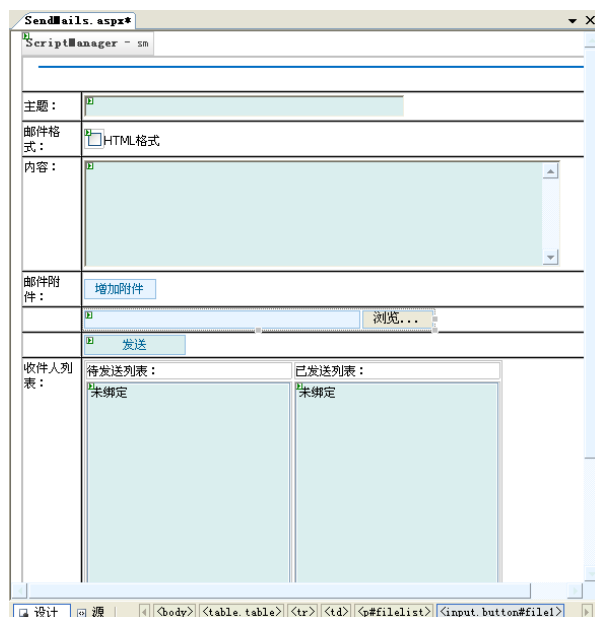 SendMails.aspx*
ScriptManager - sm
主题：
邮件格
式：
HTML格式
内容：
邮件附
件：
增加附件
浏览...
发送
收件人列
表：
待发送列表：
已发送列表：
未绑定
未绑定
设计
源
<body> <table.table> <tr> <td> <p#filelist> <input.button#file1>